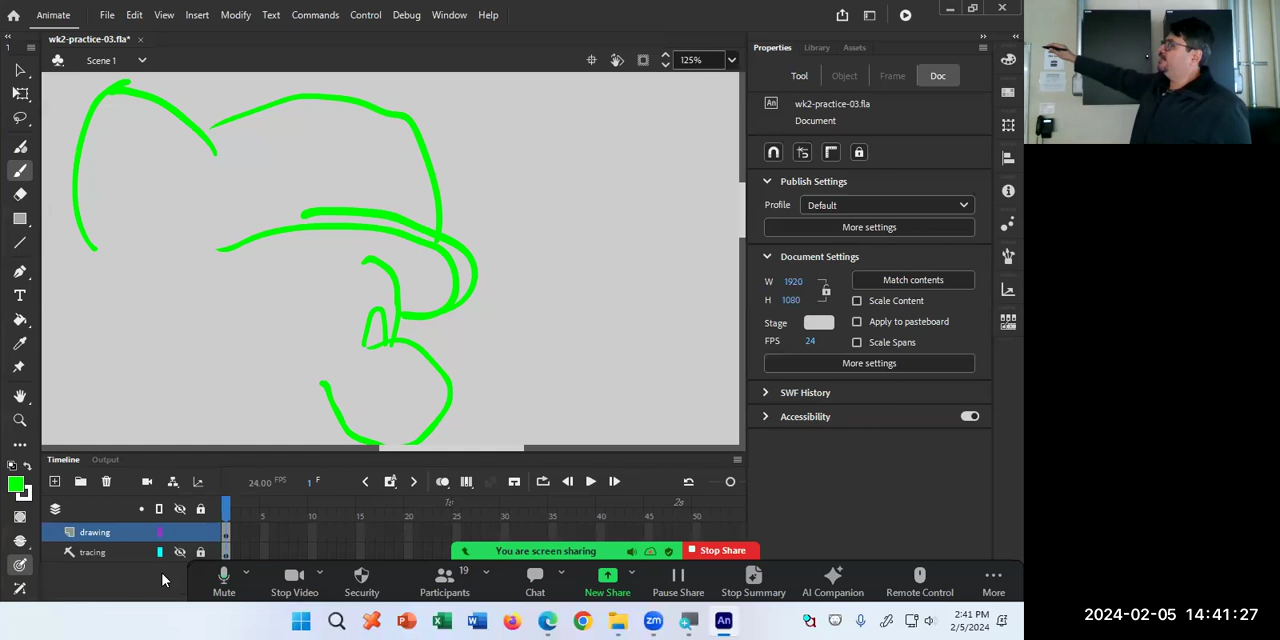 Animate File Edit View Insert Modify Text Commands Control Debug Window Help
wk2-practice-03.fla*
Scene 1
125%
Properties Library Assets
Tool Object Frame Doc
An wk2-practice-03.fla
Document
Publish Settings
Profile Default
More settings
Document Settings
W 1920
H 1080
Match contents
Scale Content
Stage
Apply to pasteboard
FPS 24
Scale Spans
More settings
SWF History
Accessibility
Timeline Output
24.00 FPS 1 F
1s 2s
5 10 15 20 25 30 35 40 45 50
drawing
tracing
You are screen sharing Stop Share
19
Mute Stop Video Security Participants Chat New Share Pause Share Stop Summary AI Companion Remote Control More
zm An
2:41 PM
2/5/2024
2024-02-05 14:41:27